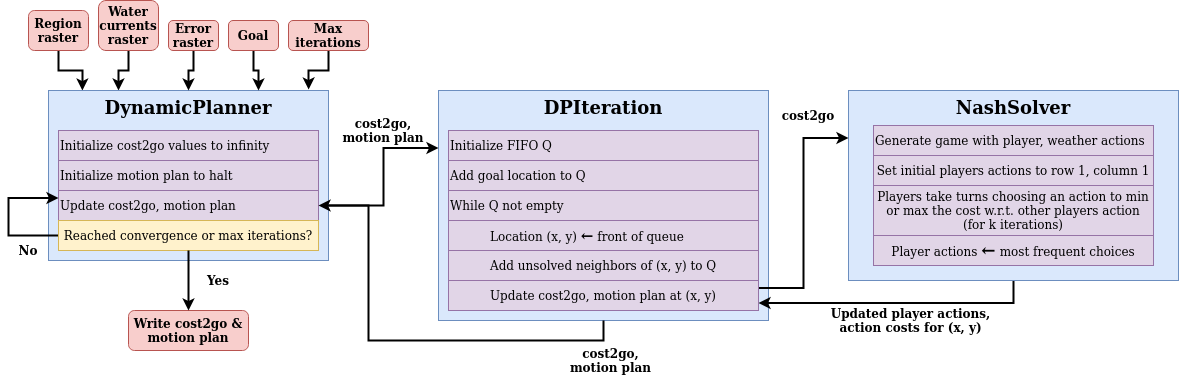 Region
raster
Water
currents
raster
Error
raster
Goal
Max
iterations
DynamicPlanner
Initialize cost2go values to infinity
Initialize motion plan to halt
Update cost2go, motion plan
Reached convergence or max iterations?
No
Yes
Write cost2go &
motion plan
cost2go,
motion plan
DPIteration
Initialize FIFO Q
Add goal location to Q
While Q not empty
Location (x, y) ← front of queue
Add unsolved neighbors of (x, y) to Q
Update cost2go, motion plan at (x, y)
cost2go,
motion plan
cost2go
NashSolver
Generate game with player, weather actions
Set initial players actions to row 1, column 1
Players take turns choosing an action to min
or max the cost w.r.t. other players action
(for k iterations)
Player actions ← most frequent choices
Updated player actions,
action costs for (x, y)